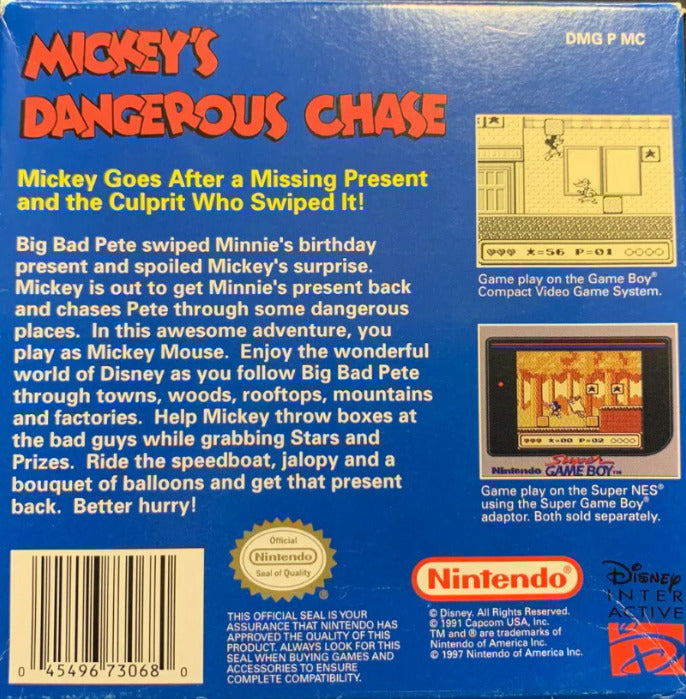 MICKEY'S
DANGEROUS CHASE
DMG P MC
Mickey Goes After a Missing Present
and the Culprit Who Swiped It!
Big Bad Pete swiped Minnie's birthday
present and spoiled Mickey's surprise.
Mickey is out to get Minnie's present back
and chases Pete through some dangerous
places. In this awesome adventure, you
play as Mickey Mouse. Enjoy the wonderful
world of Disney as you follow Big Bad Pete
through towns, woods, rooftops, mountains
and factories. Help Mickey throw boxes at
the bad guys while grabbing Stars and
Prizes. Ride the speedboat, jalopy and a
bouquet of balloons and get that present
back. Better hurry!
★=56 P=01
Game play on the Game Boy®
Compact Video Game System.
★=00 P=02
Super
Nintendo GAME BOY™
Game play on the Super NES®
using the Super Game Boy®
adaptor. Both sold separately.
0 45496 73068 0
Official
Nintendo
Seal of Quality
®
THIS OFFICIAL SEAL IS YOUR
ASSURANCE THAT NINTENDO HAS
APPROVED THE QUALITY OF THIS
PRODUCT. ALWAYS LOOK FOR THIS
SEAL WHEN BUYING GAMES AND
ACCESSORIES TO ENSURE
COMPLETE COMPATIBILITY.
Nintendo®
© Disney. All Rights Reserved.
© 1991 Capcom USA, Inc.
TM and ® are trademarks of
Nintendo of America Inc.
© 1997 Nintendo of America Inc.
DISNEY
INTER
ACTIVE
D